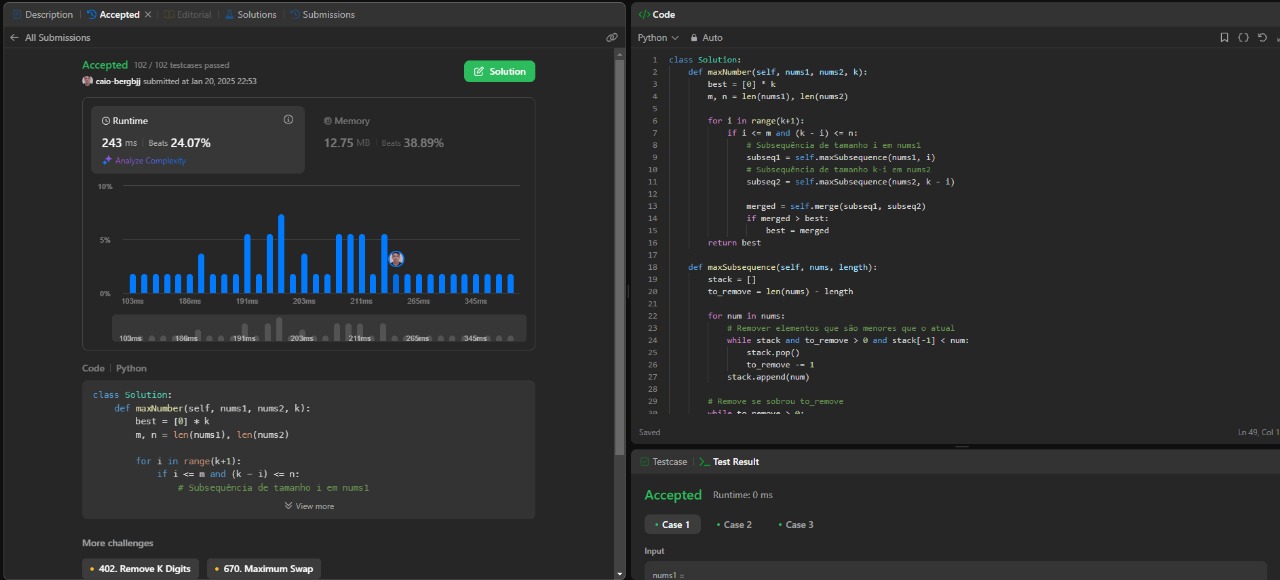 Description
Accepted
Editorial
Solutions
Submissions
All Submissions
Accepted 102 / 102 testcases passed
caio-bergbjj submitted at Jan 20, 2025 22:53
Solution
Runtime
243 ms Beats 24.07%
Analyze Complexity
Memory
12.75 MB Beats 38.89%
10%
5%
0%
103ms 186ms 191ms 203ms 211ms 265ms 345ms
103ms 186ms 191ms 203ms 211ms 265ms 345ms
Code Python
class Solution:
def maxNumber(self, nums1, nums2, k):
best = [0] * k
m, n = len(nums1), len(nums2)
for i in range(k+1):
if i <= m and (k - i) <= n:
# Subsequência de tamanho i em nums1
View more
More challenges
402. Remove K Digits
670. Maximum Swap
Code
Python Auto
1 class Solution:
2 def maxNumber(self, nums1, nums2, k):
3 best = [0] * k
4 m, n = len(nums1), len(nums2)
5
6 for i in range(k+1):
7 if i <= m and (k - i) <= n:
8 # Subsequência de tamanho i em nums1
9 subseq1 = self.maxSubsequence(nums1, i)
10 # Subsequência de tamanho k-i em nums2
11 subseq2 = self.maxSubsequence(nums2, k - i)
12
13 merged = self.merge(subseq1, subseq2)
14 if merged > best:
15 best = merged
16 return best
17
18 def maxSubsequence(self, nums, length):
19 stack = []
20 to_remove = len(nums) - length
21
22 for num in nums:
23 # Remover elementos que são menores que o atual
24 while stack and to_remove > 0 and stack[-1] < num:
25 stack.pop()
26 to_remove -= 1
27 stack.append(num)
28
29 # Remove se sobrou to_remove
30 while to_remove > 0:
Saved
Ln 49, Col 1
Testcase
Test Result
Accepted Runtime: 0 ms
Case 1
Case 2
Case 3
Input
nums1 =